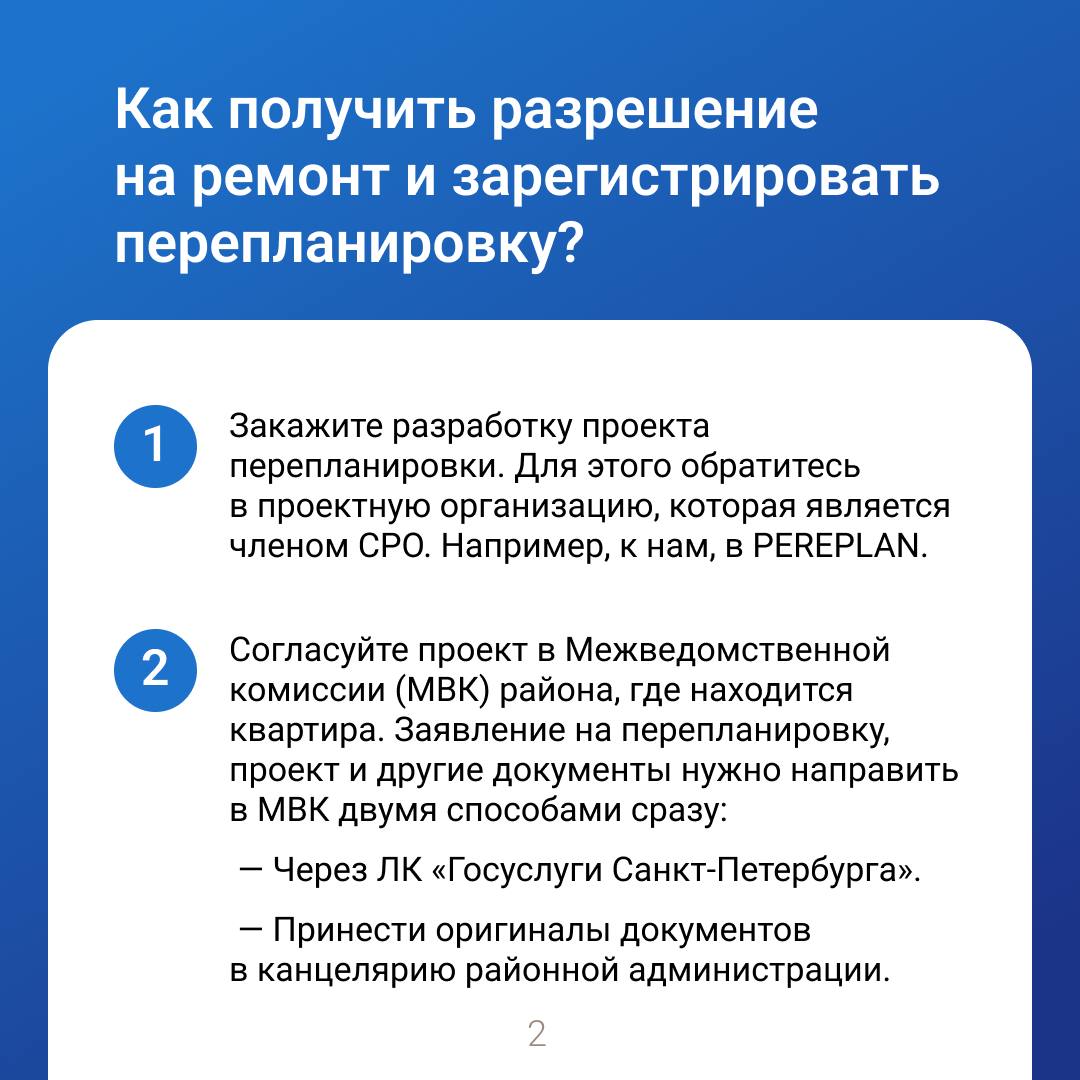 Как получить разрешение
на ремонт и зарегистрировать
перепланировку?
1
Закажите разработку проекта
перепланировки. Для этого обратитесь
в проектную организацию, которая является
членом СРО. Например, к нам, в PEREPLAN.
2
Согласуйте проект в Межведомственной
комиссии (МВК) района, где находится
квартира. Заявление на перепланировку,
проект и другие документы нужно направить
в МВК двумя способами сразу:
— Через ЛК «Госуслуги Санкт-Петербурга».
— Принести оригиналы документов
в канцелярию районной администрации.
2